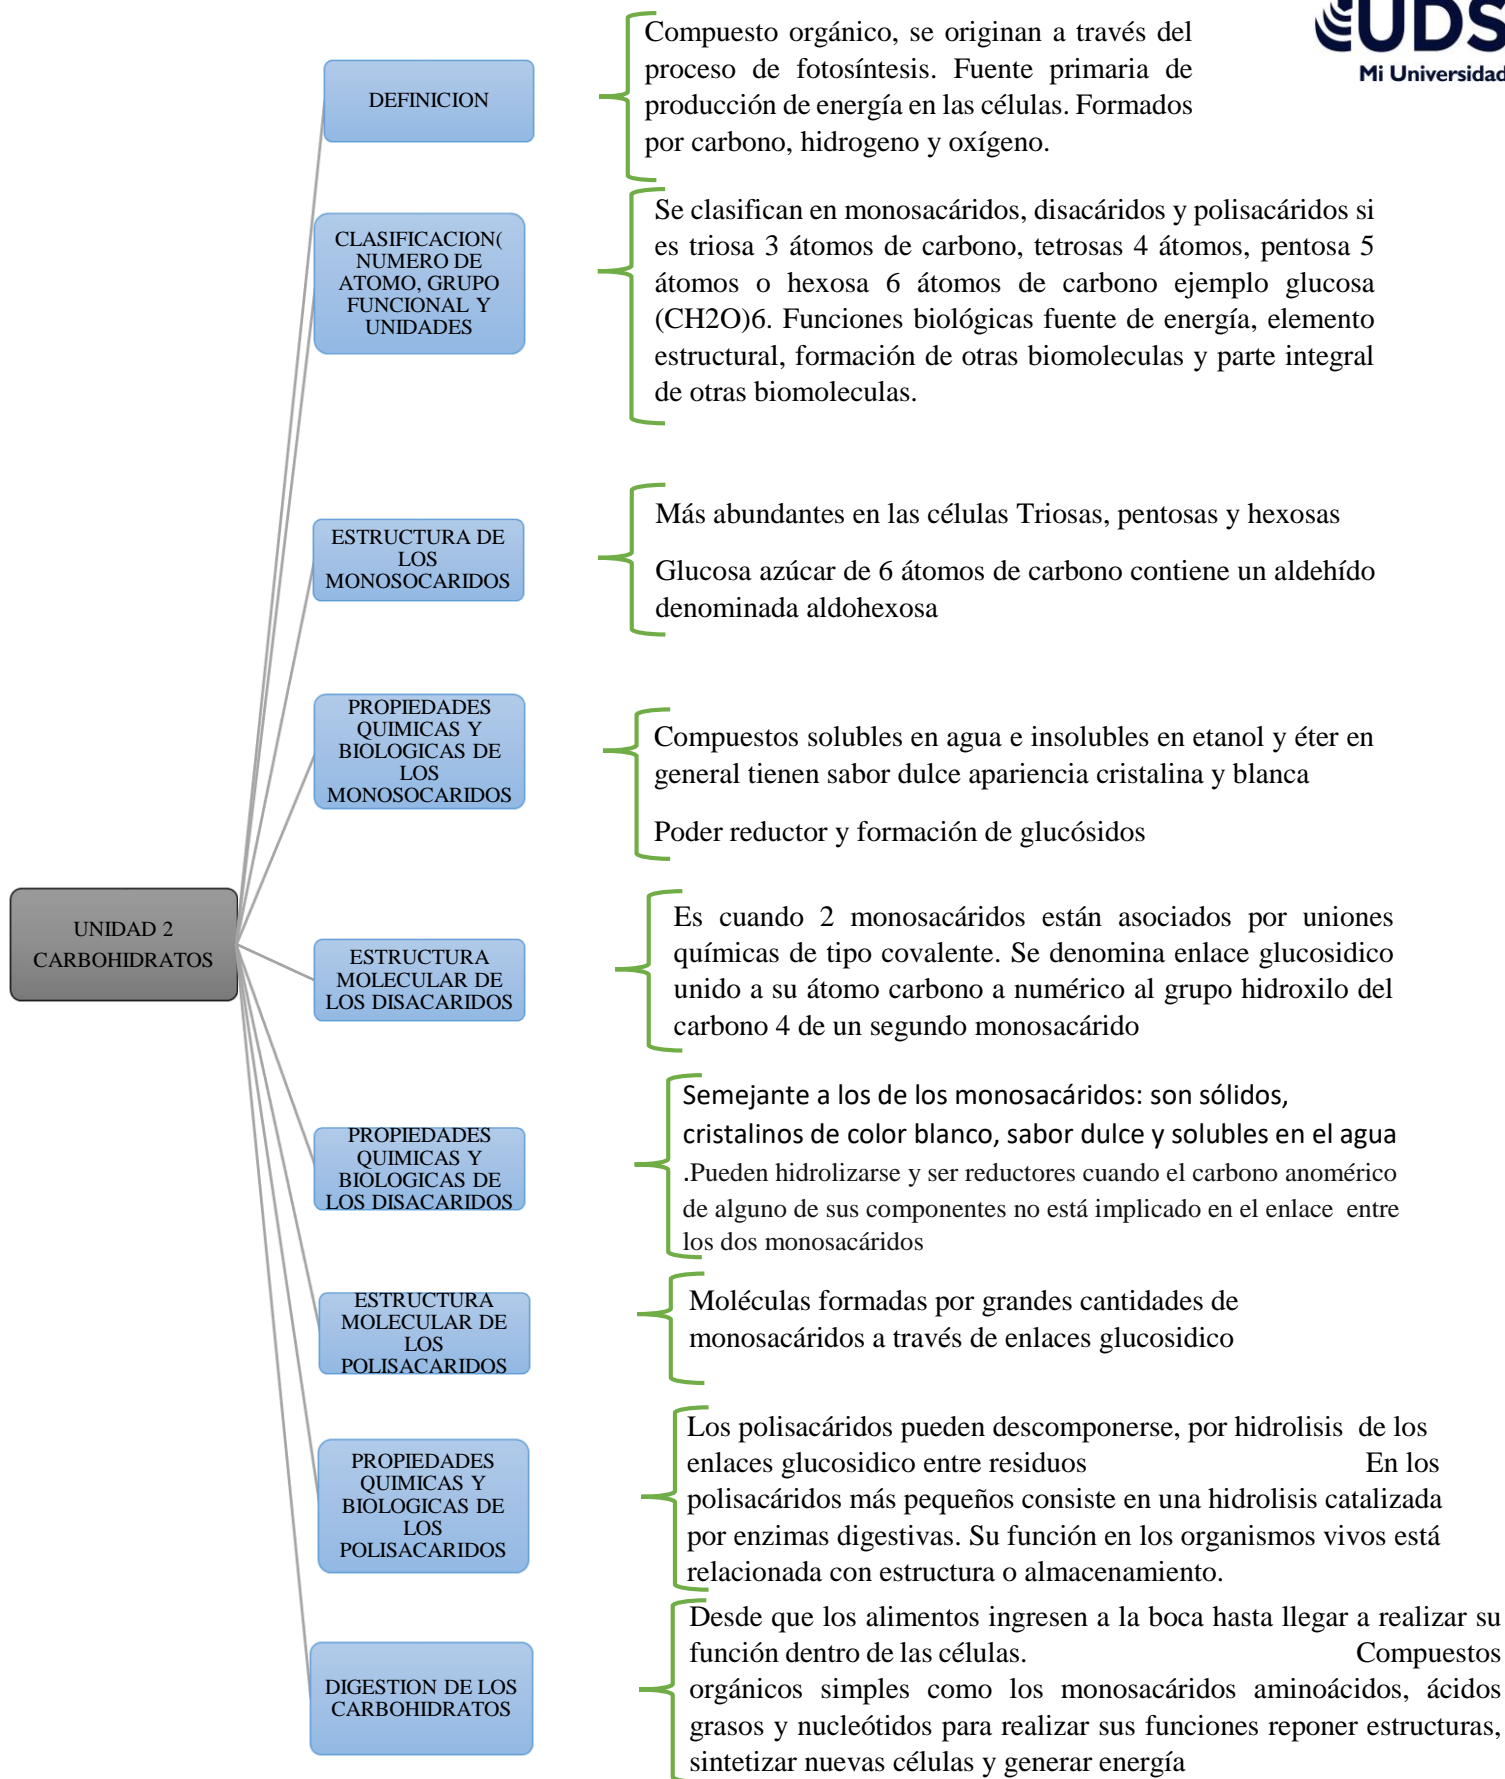 UDS
Mi Universidad
DEFINICION
Compuesto orgánico, se originan a través del
proceso de fotosíntesis. Fuente primaria de
producción de energía en las células. Formados
por carbono, hidrogeno y oxígeno.
CLASIFICACION(
NUMERO DE
ATOMO, GRUPO
FUNCIONAL Y
UNIDADES
Se clasifican en monosacáridos, disacáridos y polisacáridos si
es triosa 3 átomos de carbono, tetrosas 4 átomos, pentosa 5
átomos o hexosa 6 átomos de carbono ejemplo glucosa
(CH2O)6. Funciones biológicas fuente de energía, elemento
estructural, formación de otras biomoleculas y parte integral
de otras biomoleculas.
ESTRUCTURA DE
LOS
MONOSOCARIDOS
Más abundantes en las células Triosas, pentosas y hexosas
Glucosa azúcar de 6 átomos de carbono contiene un aldehído
denominada aldohexosa
PROPIEDADES
QUIMICAS Y
BIOLOGICAS DE
LOS
MONOSOCARIDOS
Compuestos solubles en agua e insolubles en etanol y éter en
general tienen sabor dulce apariencia cristalina y blanca
Poder reductor y formación de glucósidos
UNIDAD 2
CARBOHIDRATOS
ESTRUCTURA
MOLECULAR DE
LOS DISACARIDOS
Es cuando 2 monosacáridos están asociados por uniones
químicas de tipo covalente. Se denomina enlace glucosidico
unido a su átomo carbono a numérico al grupo hidroxilo del
carbono 4 de un segundo monosacárido
PROPIEDADES
QUIMICAS Y
BIOLOGICAS DE
LOS DISACARIDOS
Semejante a los de los monosacáridos: son sólidos,
cristalinos de color blanco, sabor dulce y solubles en el agua
.Pueden hidrolizarse y ser reductores cuando el carbono anomérico
de alguno de sus componentes no está implicado en el enlace entre
los dos monosacáridos
ESTRUCTURA
MOLECULAR DE
LOS
POLISACARIDOS
Moléculas formadas por grandes cantidades de
monosacáridos a través de enlaces glucosidico
PROPIEDADES
QUIMICAS Y
BIOLOGICAS DE
LOS
POLISACARIDOS
Los polisacáridos pueden descomponerse, por hidrolisis de los
enlaces glucosidico entre residuos En los
polisacáridos más pequeños consiste en una hidrolisis catalizada
por enzimas digestivas. Su función en los organismos vivos está
relacionada con estructura o almacenamiento.
DIGESTION DE LOS
CARBOHIDRATOS
Desde que los alimentos ingresen a la boca hasta llegar a realizar su
función dentro de las células. Compuestos
orgánicos simples como los monosacáridos aminoácidos, ácidos
grasos y nucleótidos para realizar sus funciones reponer estructuras,
sintetizar nuevas células y generar energía